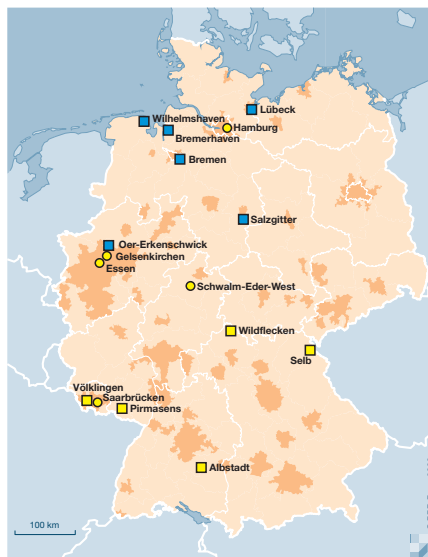 Lübeck
Wilhelmshaven
Hamburg
Bremerhaven
Bremen
Salzgitter
Oer-Erkenschwick
Gelsenkirchen
Essen
Schwalm-Eder-West
Wildflecken
Selb
Völklingen
Saarbrücken
Pirmasens
Albstadt
100 km